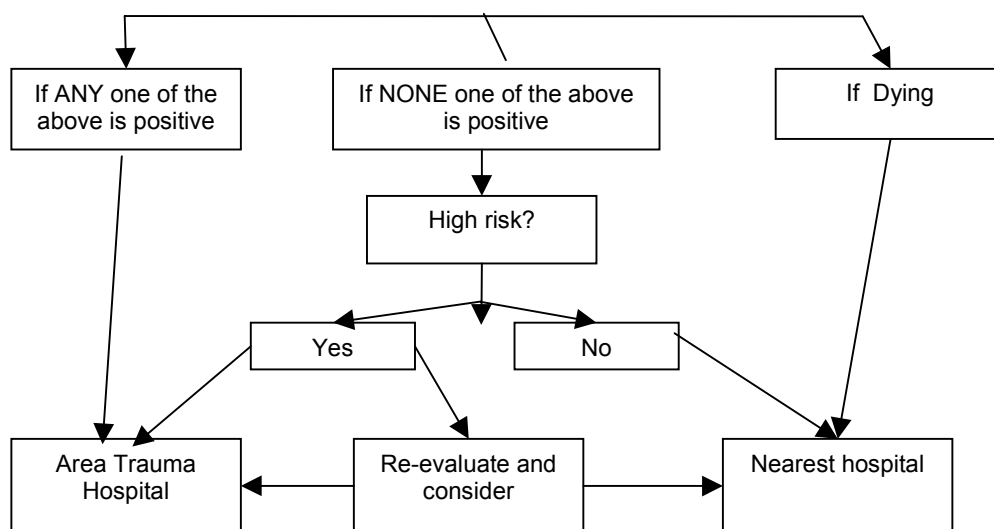 If ANY one of the
above is positive
If NONE one of the above
is positive
If Dying
High risk?
Yes
No
Area Trauma
Hospital
Re-evaluate and
consider
Nearest hospital